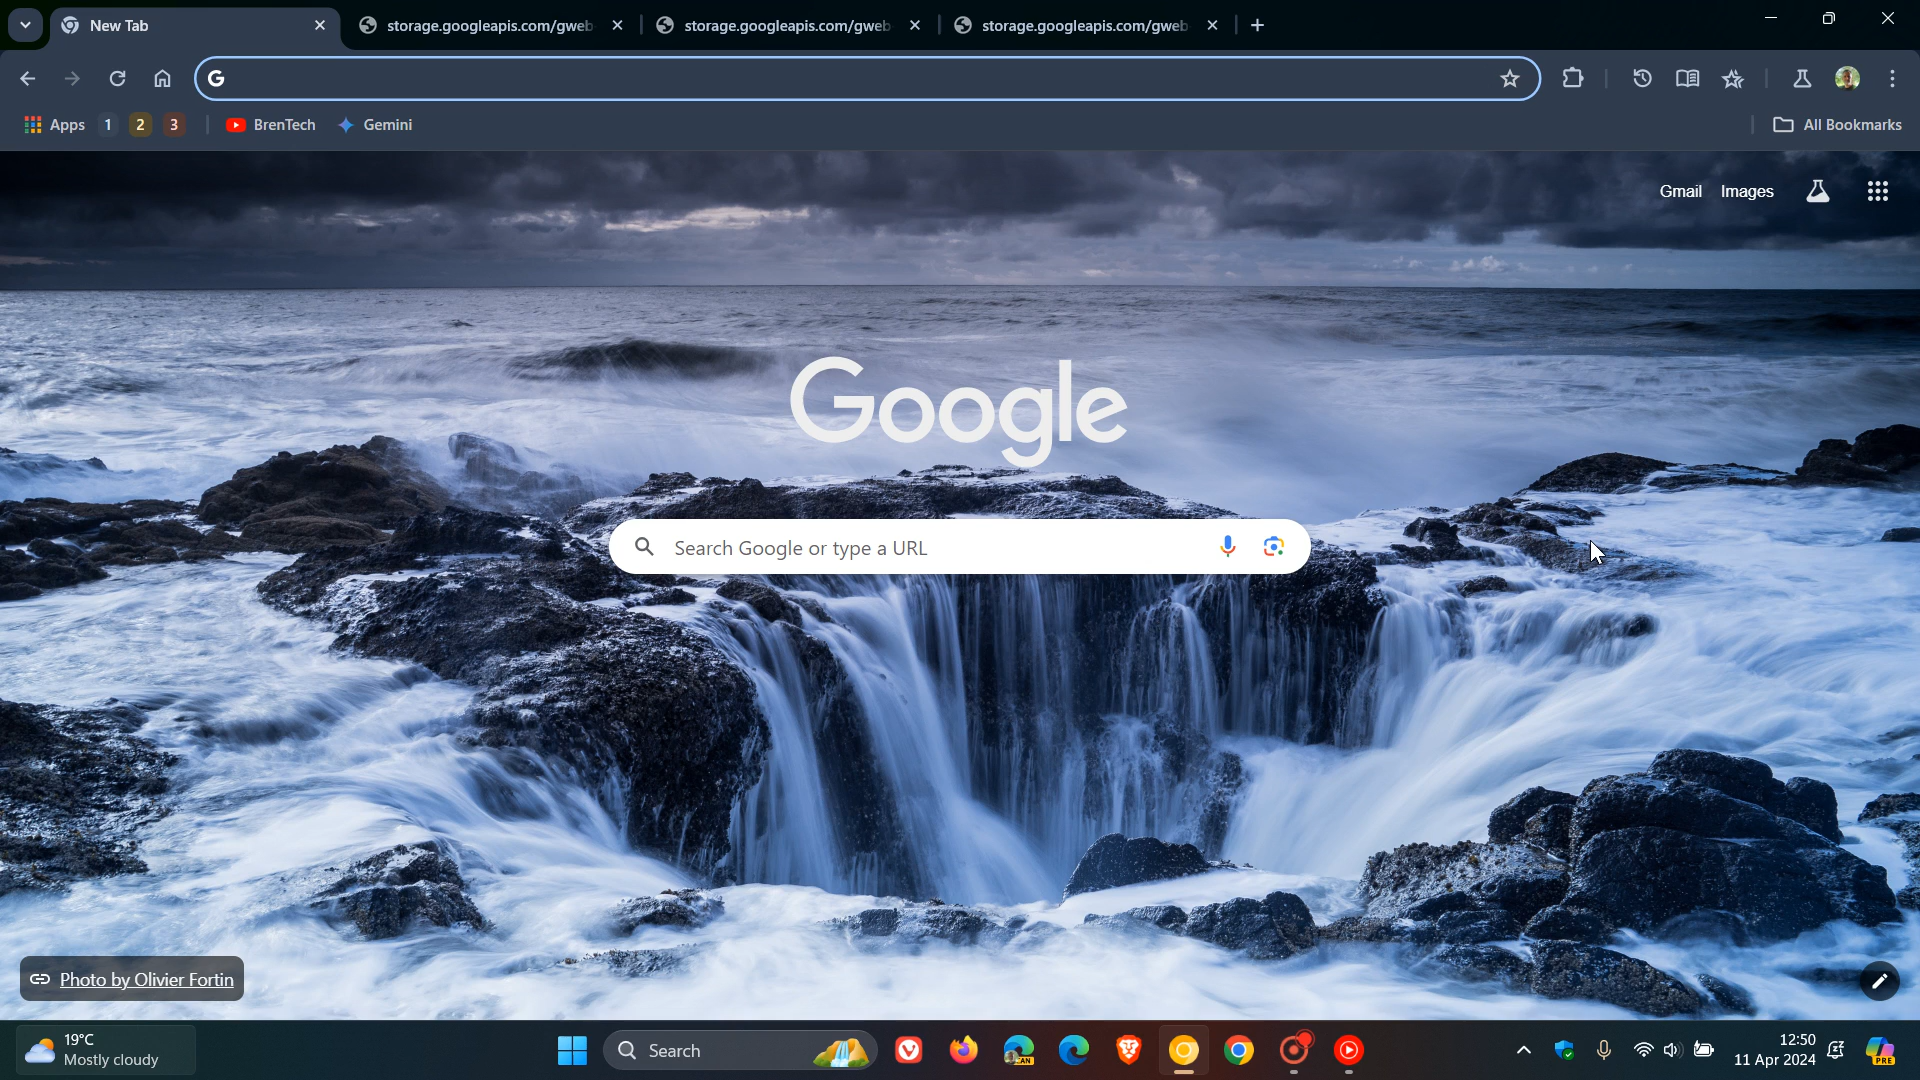 New Tab
storage.googleapis.com/gweb
storage.googleapis.com/gweb
storage.googleapis.com/gweb
Apps 1 2 3 BrenTech Gemini
All Bookmarks
Gmail Images
Google
Search Google or type a URL
Photo by Olivier Fortin
19°C
Mostly cloudy
Search
CAN
12:50
11 Apr 2024
PRE